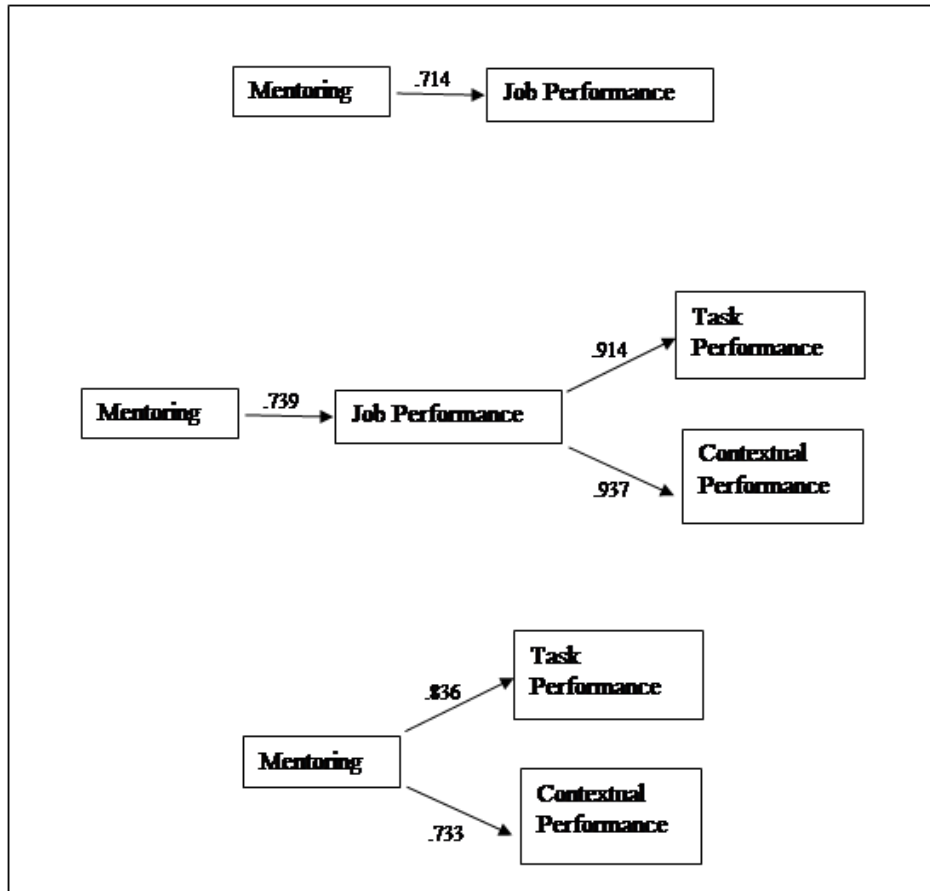 .714
Mentoring
Job Performance
Task
Performance
.914
.739
Mentoring
Job Performance
Contextual
Performance
.937
Task
Performance
.836
Mentoring
Contextual
Performance
.733